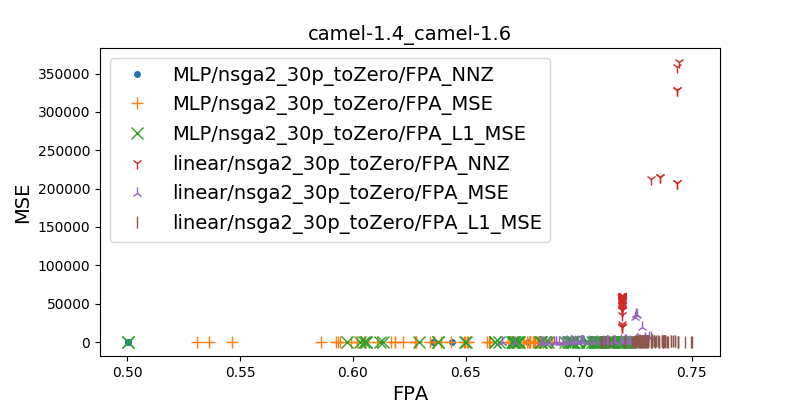 camel-1.4_camel-1.6
MLP/nsga2_30p_toZero/FPA_NNZ
MLP/nsga2_30p_toZero/FPA_MSE
MLP/nsga2_30p_toZero/FPA_L1_MSE
linear/nsga2_30p_toZero/FPA_NNZ
linear/nsga2_30p_toZero/FPA_MSE
linear/nsga2_30p_toZero/FPA_L1_MSE
MSE
350000
300000
250000
200000
150000
100000
50000
0
0.50 0.55 0.60 0.65 0.70 0.75
FPA